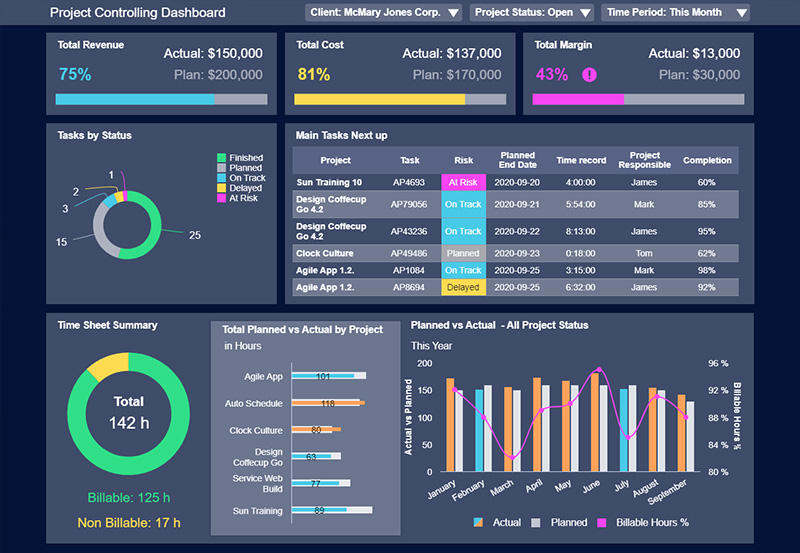 Project Controlling Dashboard
Client: McMary Jones Corp.
Project Status: Open
Time Period: This Month
Total Revenue
75%
Actual: $150,000
Plan: $200,000
Total Cost
81%
Actual: $137,000
Plan: $170,000
Total Margin
43%
!
Actual: $13,000
Plan: $30,000
Tasks by Status
Finished
Planned
On Track
Delayed
At Risk
1
2
3
15
25
Main Tasks Next up
Project Task Risk Planned End Date Time record Project Responsible Completion
Sun Training 10 AP4693 At Risk 2020-09-20 4:00:00 James 60%
Design Coffecup Go 4.2 AP79056 On Track 2020-09-21 5:54:00 Mark 85%
Design Coffecup Go 4.2 AP43236 On Track 2020-09-22 8:13:00 James 95%
Clock Culture AP49486 Planned 2020-09-23 0:18:00 Tom 62%
Agile App 1.2. AP1084 On Track 2020-09-25 3:15:00 Mark 98%
Agile App 1.2. AP8694 Delayed 2020-09-25 6:32:00 James 92%
Time Sheet Summary
Total
142 h
Billable: 125 h
Non Billable: 17 h
Total Planned vs Actual by Project
in Hours
Agile App 101
Auto Schedule 118
Clock Culture 80
Design Coffecup Go 63
Service Web Build 77
Sun Training 89
Planned vs Actual - All Project Status
This Year
Actual vs Planned
200
150
100
50
0
96 %
92 %
88 %
84 %
80 %
Billable Hours %
January
February
March
April
May
June
July
August
September
Actual
Planned
Billable Hours %